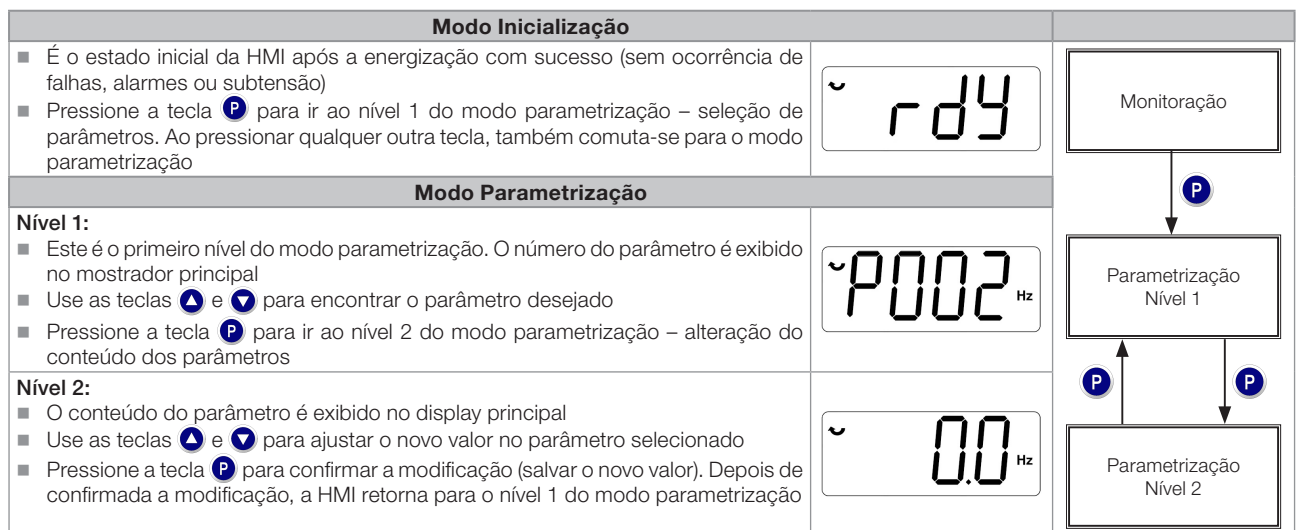 Modo Inicialização
É o estado inicial da HMI após a energização com sucesso (sem ocorrência de
falhas, alarmes ou subtensão)
Pressione a tecla P para ir ao nível 1 do modo parametrização – seleção de
parâmetros. Ao pressionar qualquer outra tecla, também comuta-se para o modo
parametrização
rdy
Modo Parametrização
Nível 1:
Este é o primeiro nível do modo parametrização. O número do parâmetro é exibido
no mostrador principal
Use as teclas e para encontrar o parâmetro desejado
Pressione a tecla P para ir ao nível 2 do modo parametrização – alteração do
conteúdo dos parâmetros
P002 Hz
Nível 2:
O conteúdo do parâmetro é exibido no display principal
Use as teclas e para ajustar o novo valor no parâmetro selecionado
Pressione a tecla P para confirmar a modificação (salvar o novo valor). Depois de
confirmada a modificação, a HMI retorna para o nível 1 do modo parametrização
0.0 Hz
Monitoração
P
Parametrização
Nível 1
P
P
Parametrização
Nível 2